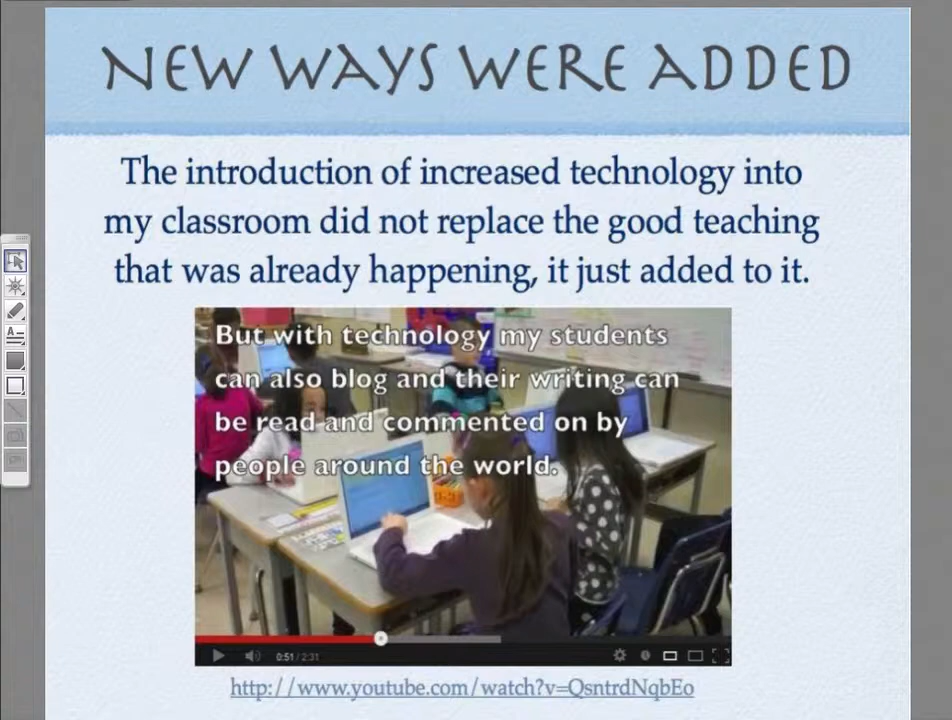 NEW WAYS WERE ADDED
The introduction of increased technology into
my classroom did not replace the good teaching
that was already happening, it just added to it.
But with technology my students
can also blog and their writing can
be read and commented on by
people around the world.
0:51 / 2:31
http://www.youtube.com/watch?v=QsntrdNqbEo